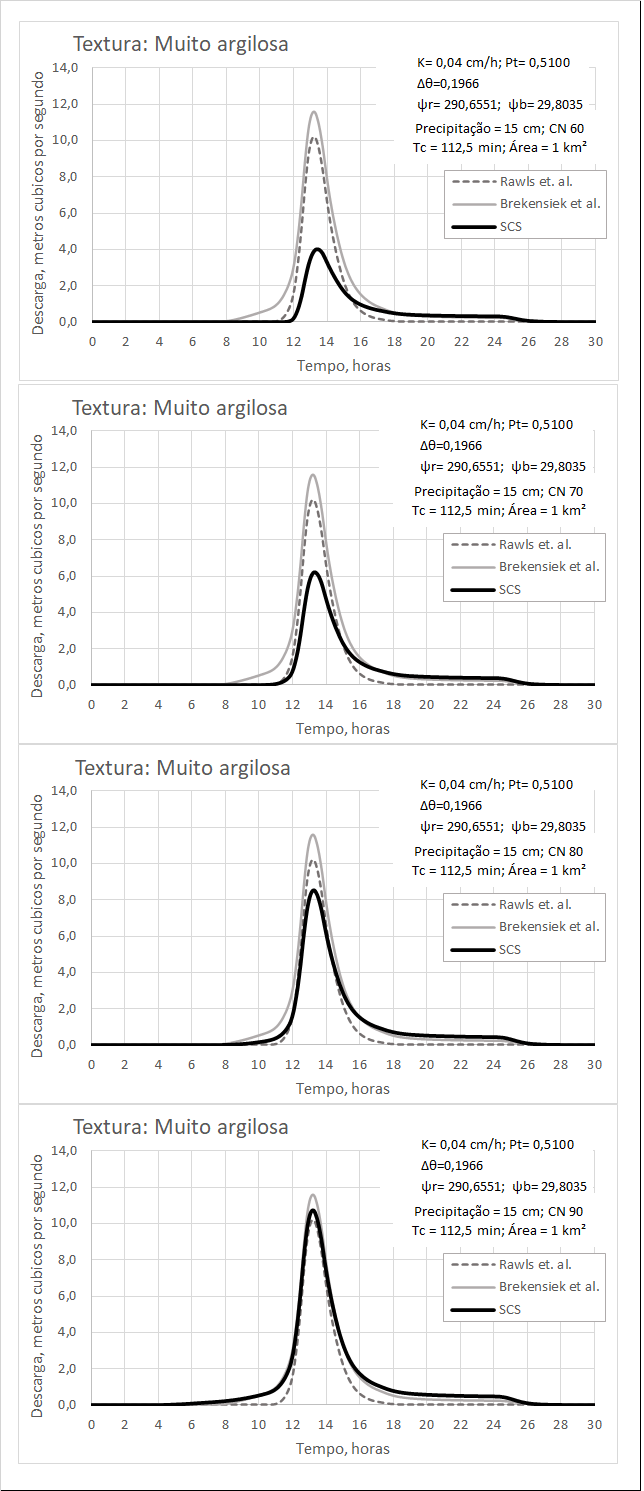 Textura: Muito argilosa
K= 0,04 cm/h; Pt= 0,5100
Δθ=0,1966
ψr= 290,6551; ψb= 29,8035
Precipitação = 15 cm; CN 60
Tc = 112,5 min; Área = 1 km²
Rawls et. al.
Brekensiek et al.
SCS
Descarga, metros cubicos por segundo
14,0
12,0
10,0
8,0
6,0
4,0
2,0
0,0
0 2 4 6 8 10 12 14 16 18 20 22 24 26 28 30
Tempo, horas
Textura: Muito argilosa
K= 0,04 cm/h; Pt= 0,5100
Δθ=0,1966
ψr= 290,6551; ψb= 29,8035
Precipitação = 15 cm; CN 70
Tc = 112,5 min; Área = 1 km²
Rawls et. al.
Brekensiek et al.
SCS
Descarga, metros cubicos por segundo
14,0
12,0
10,0
8,0
6,0
4,0
2,0
0,0
0 2 4 6 8 10 12 14 16 18 20 22 24 26 28 30
Tempo, horas
Textura: Muito argilosa
K= 0,04 cm/h; Pt= 0,5100
Δθ=0,1966
ψr= 290,6551; ψb= 29,8035
Precipitação = 15 cm; CN 80
Tc = 112,5 min; Área = 1 km²
Rawls et. al.
Brekensiek et al.
SCS
Descarga, metros cubicos por segundo
14,0
12,0
10,0
8,0
6,0
4,0
2,0
0,0
0 2 4 6 8 10 12 14 16 18 20 22 24 26 28 30
Tempo, horas
Textura: Muito argilosa
K= 0,04 cm/h; Pt= 0,5100
Δθ=0,1966
ψr= 290,6551; ψb= 29,8035
Precipitação = 15 cm; CN 90
Tc = 112,5 min; Área = 1 km²
Rawls et. al.
Brekensiek et al.
SCS
Descarga, metros cubicos por segundo
14,0
12,0
10,0
8,0
6,0
4,0
2,0
0,0
0 2 4 6 8 10 12 14 16 18 20 22 24 26 28 30
Tempo, horas